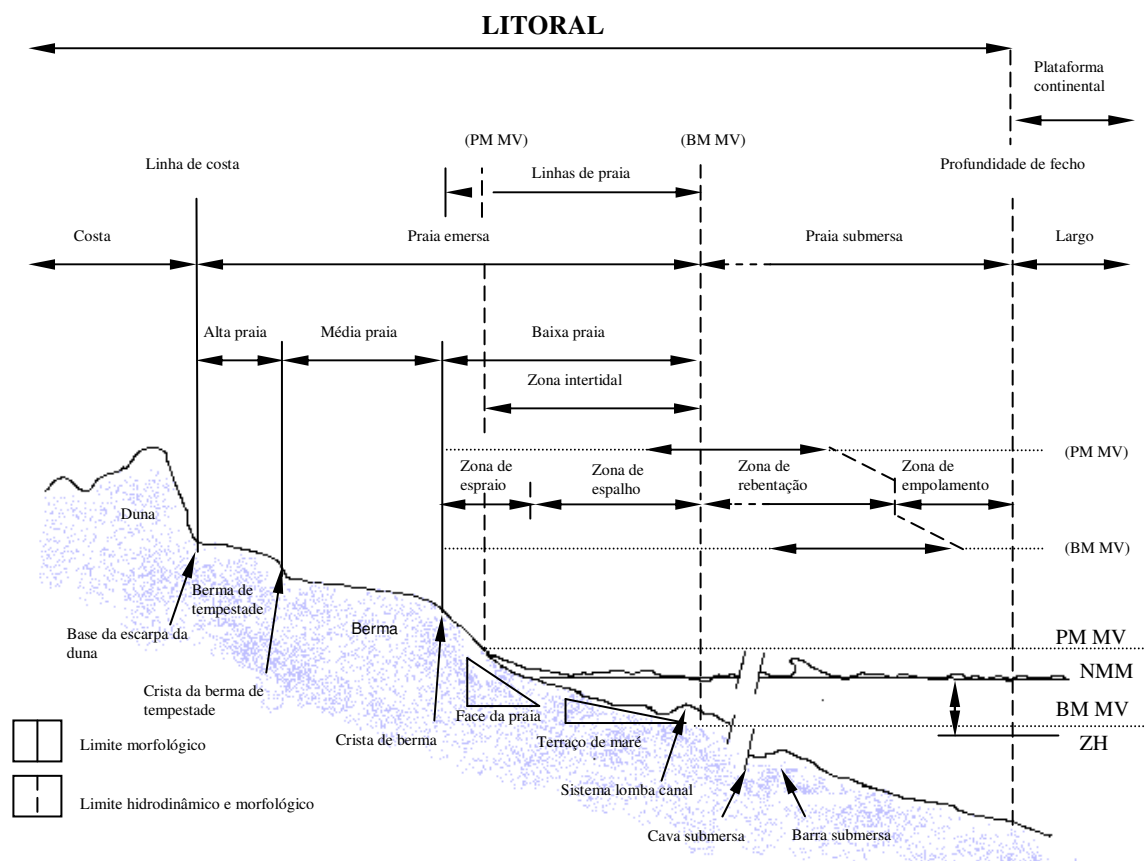 LITORAL
Plataforma
continental
(PM MV)
(BM MV)
Linha de costa
Linhas de praia
Profundidade de fecho
Costa
Praia emersa
Praia submersa
Largo
Alta praia
Média praia
Baixa praia
Zona intertidal
(PM MV)
Zona de
espraio
Zona de
espalho
Zona de
rebentação
Zona de
empolamento
Duna
(BM MV)
Berma de
tempestade
Base da escarpa da
duna
Berma
PM MV
NMM
Crista da berma de
tempestade
Face da praia
BM MV
Crista de berma
Terraço de maré
ZH
Limite morfológico
Sistema lomba canal
Limite hidrodinâmico e morfológico
Cava submersa
Barra submersa